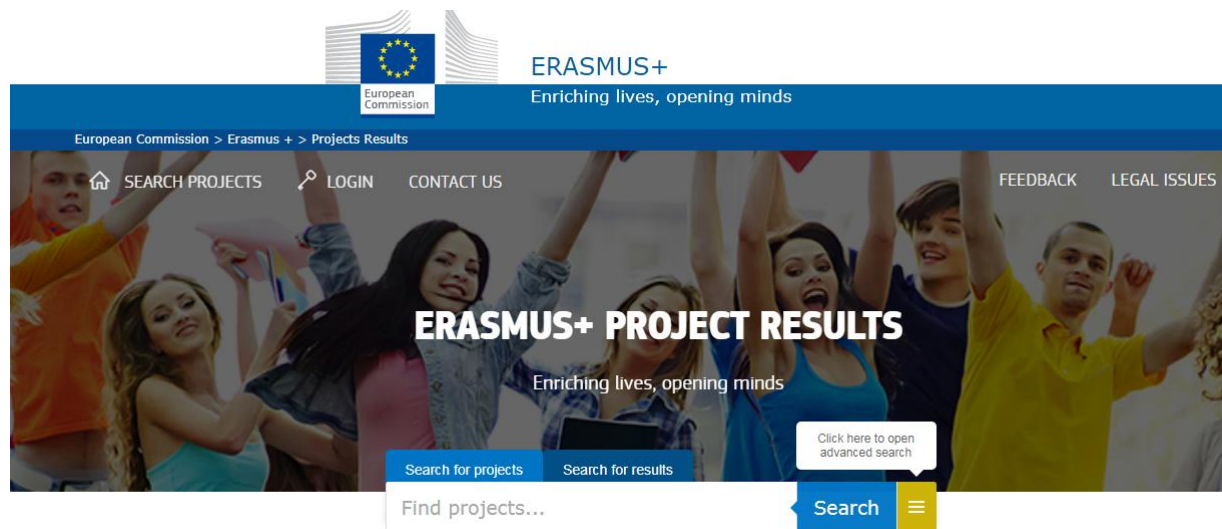 ERASMUS+
European
Commission
Enriching lives, opening minds
European Commission > Erasmus + > Projects Results
SEARCH PROJECTS LOGIN CONTACT US FEEDBACK LEGAL ISSUES
ERASMUS+ PROJECT RESULTS
Enriching lives, opening minds
Click here to open
advanced search
Search for projects Search for results
Find projects... Search